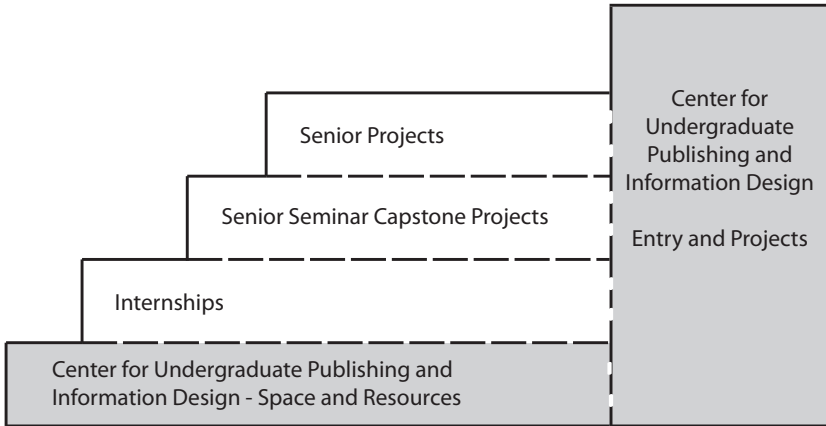 Center for
Undergraduate
Publishing and
Information Design
Entry and Projects
Senior Projects
Senior Seminar Capstone Projects
Internships
Center for Undergraduate Publishing and
Information Design - Space and Resources